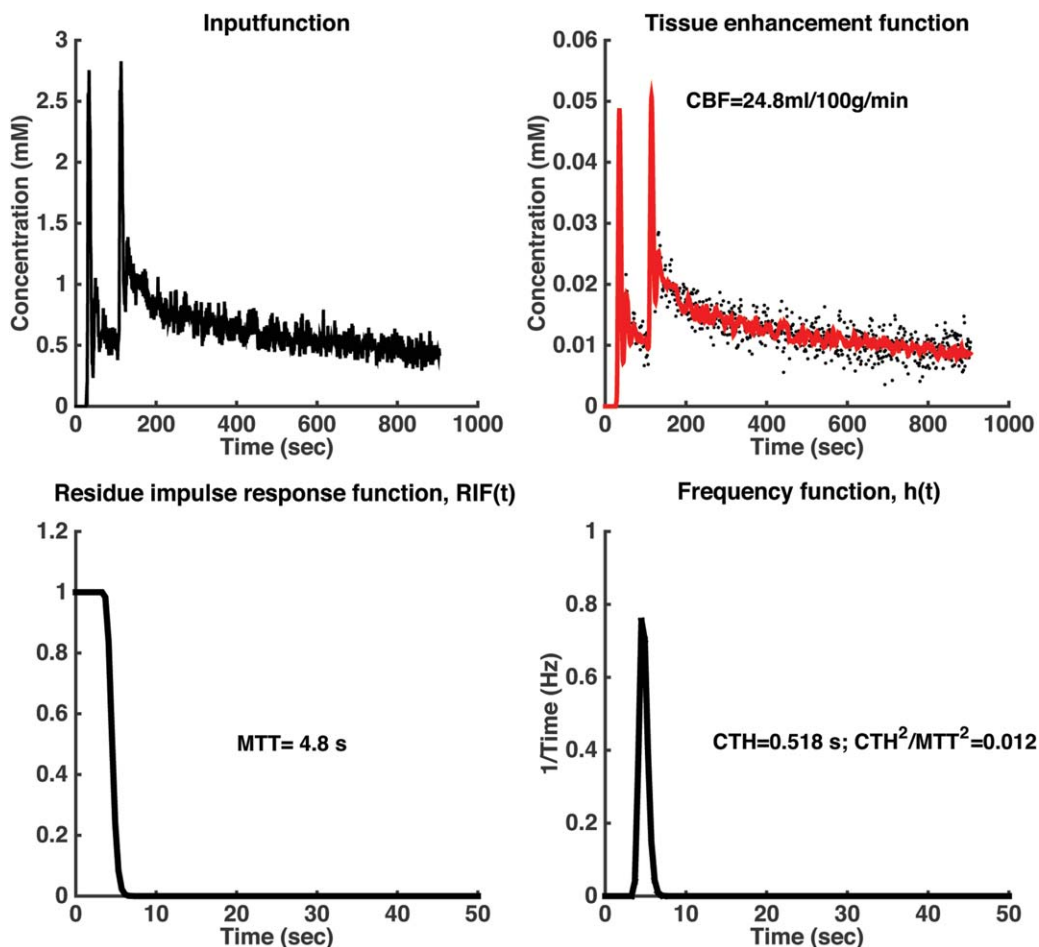 Inputfunction
Concentration (mM)
3
2.5
2
1.5
1
0.5
0
0 200 400 600 800 1000
Time (sec)
Tissue enhancement function
CBF=24.8ml/100g/min
Concentration (mM)
0.06
0.05
0.04
0.03
0.02
0.01
0
0 200 400 600 800 1000
Time (sec)
Residue impulse response function, RIF(t)
1.2
1
0.8
0.6
0.4
0.2
0
MTT= 4.8 s
0 10 20 30 40 50
Time (sec)
Frequency function, h(t)
1/Time (Hz)
1
0.8
0.6
0.4
0.2
0
CTH=0.518 s; CTH²/MTT²=0.012
0 10 20 30 40 50
Time (sec)